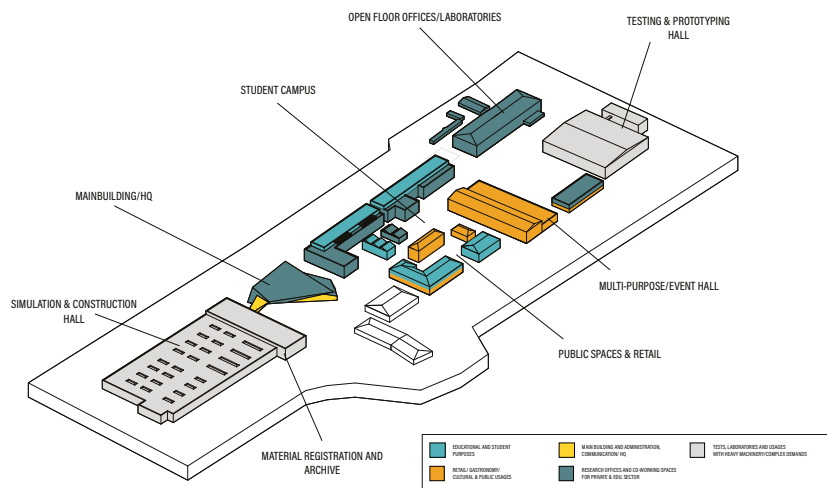 OPEN FLOOR OFFICES/LABORATORIES
TESTING & PROTOTYPING
HALL
STUDENT CAMPUS
MAINBUILDING/HQ
SIMULATION & CONSTRUCTION
HALL
MULTI-PURPOSE/EVENT HALL
PUBLIC SPACES & RETAIL
MATERIAL REGISTRATION AND
ARCHIVE
EDUCATIONAL AND STUDENT
PURPOSES
MAIN BUILDING AND ADMINISTRATION,
COMMUNICATION/ HQ
TESTS, LABORATORIES AND USAGES
WITH HEAVY MACHINERY/COMPLEX DEMANDS
RETAIL/ GASTRONOMY/
CULTURAL & PUBLIC USAGES
RESEARCH OFFICES AND CO-WORKING SPACES
FOR PRIVATE & EDU. SECTOR